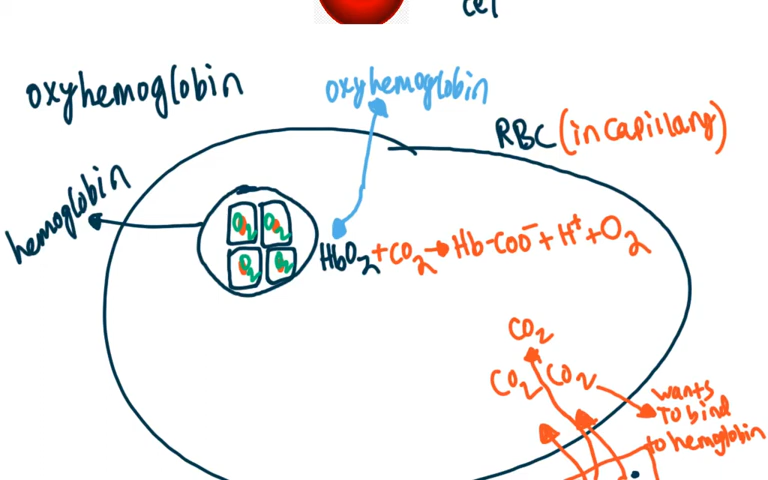 cell
oxyhemoglobin
oxyhemoglobin
RBC (in capillary)
hemoglobin
O₂ O₂
O₂ O₂
HbO₂ + CO₂ → Hb-COO⁻ + H⁺ + O₂
CO₂
CO₂ CO₂
wants
to bind
to hemoglobin